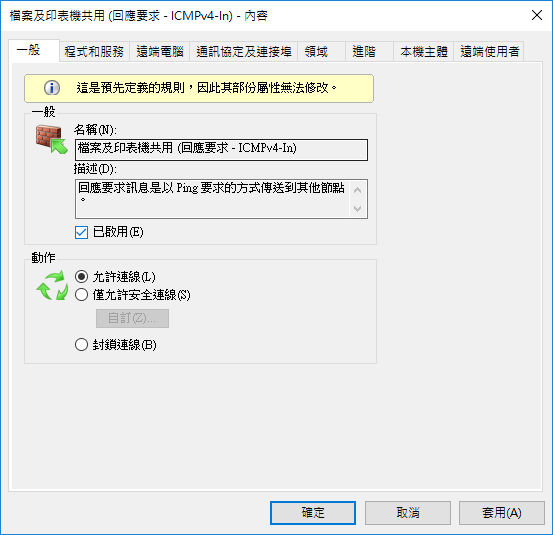 檔案及印表機共用 (回應要求 - ICMPv4-In) - 內容
一般 程式和服務 遠端電腦 通訊協定及連接埠 領域 進階 本機主體 遠端使用者
這是預先定義的規則，因此其部份屬性無法修改。
一般
名稱(N):
檔案及印表機共用 (回應要求 - ICMPv4-In)
描述(D):
回應要求訊息是以 Ping 要求的方式傳送到其他節點
。
已啟用(E)
動作
允許連線(L)
僅允許安全連線(S)
自訂(Z)...
封鎖連線(B)
確定 取消 套用(A)